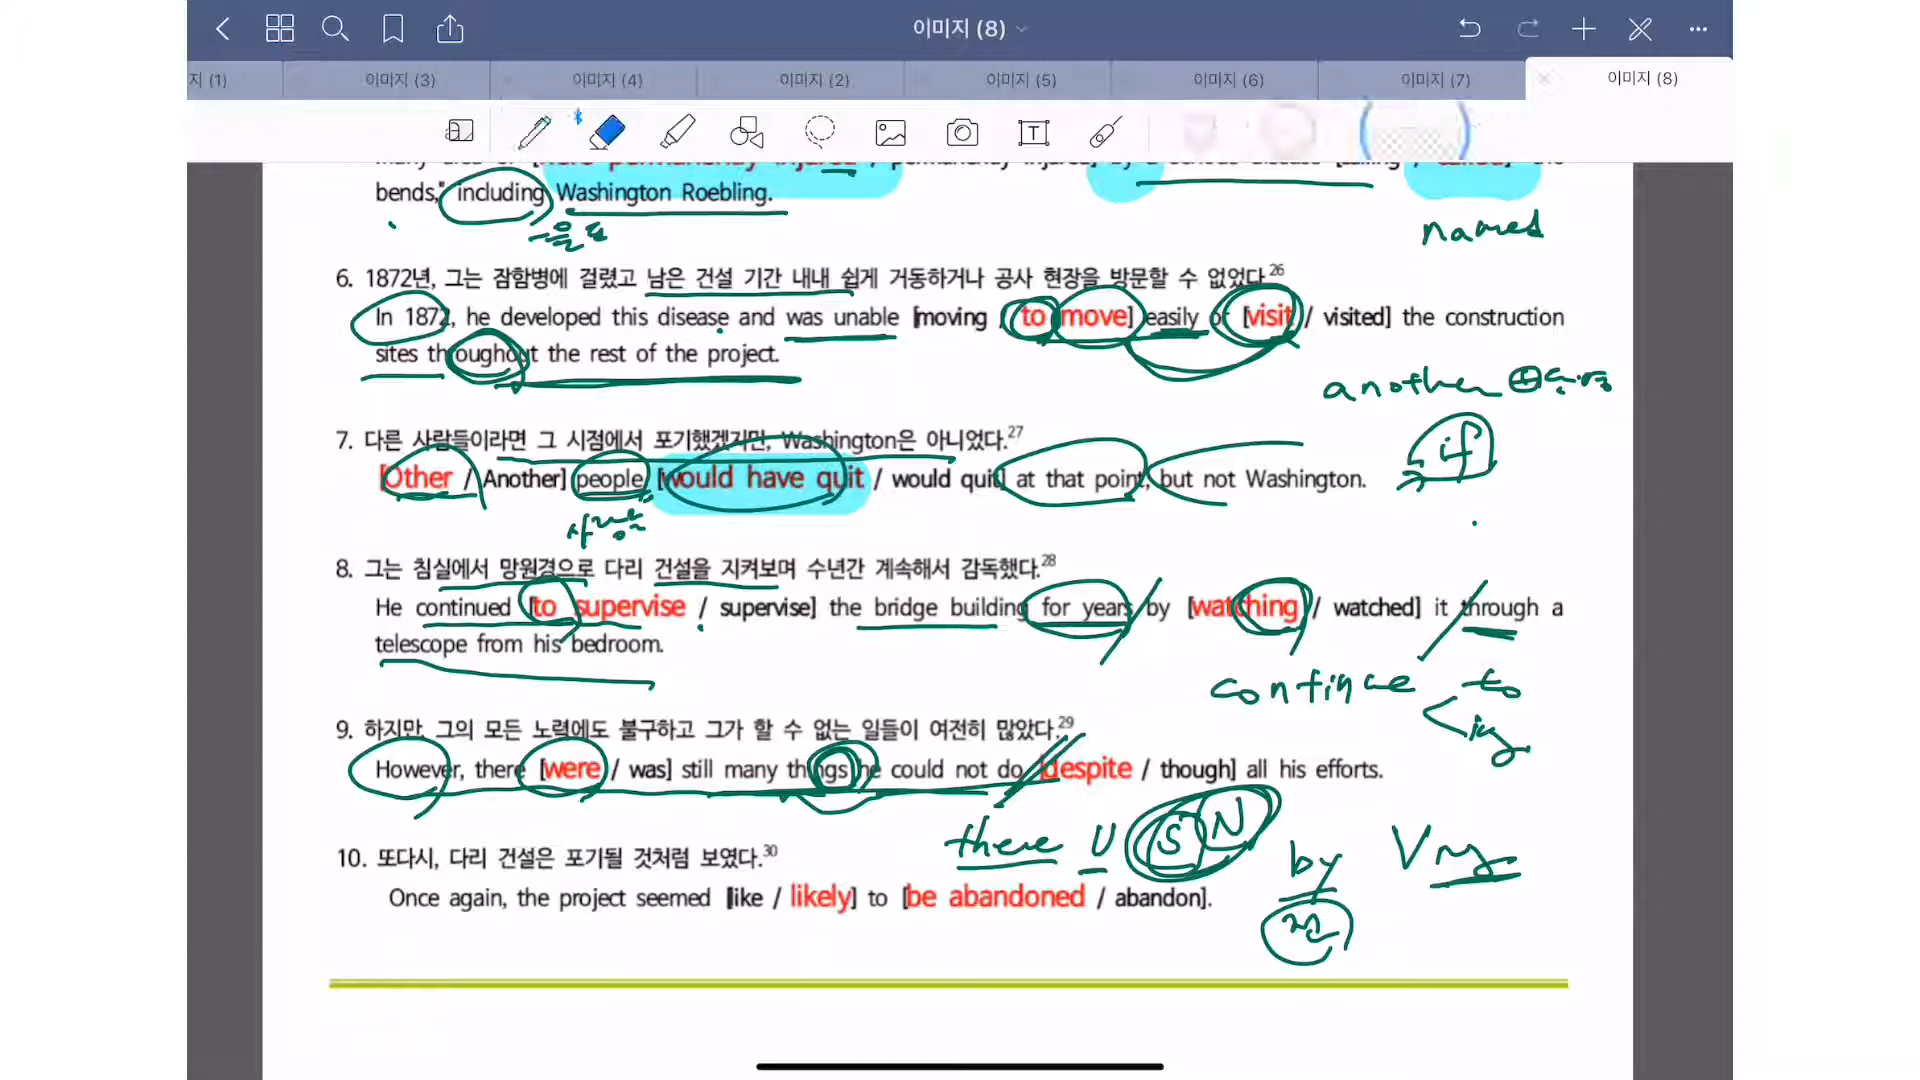 이미지 (8)
지 (1) 이미지 (3) 이미지 (4) 이미지 (2) 이미지 (5) 이미지 (6) 이미지 (7) 이미지 (8)
bends," including Washington Roebling.
~을 포
named
6. 1872년, 그는 잠함병에 걸렸고 남은 건설 기간 내내 쉽게 거동하거나 공사 현장을 방문할 수 없었다.26
In 1872, he developed this disease and was unable [moving / to move] easily or [visit / visited] the construction
sites throughout the rest of the project.
another ⊕
7. 다른 사람들이라면 그 시점에서 포기했겠지만, Washington은 아니었다.27
if
[Other / Another] people [would have quit / would quit] at that point, but not Washington.
사람들
8. 그는 침실에서 망원경으로 다리 건설을 지켜보며 수년간 계속해서 감독했다.28
He continued [to supervise / supervise] the bridge building for years by [watching / watched] it through a
telescope from his bedroom.
continue to
ing
9. 하지만, 그의 모든 노력에도 불구하고 그가 할 수 없는 일들이 여전히 많았다.29
However, there [were / was] still many things he could not do [despite / though] all his efforts.
there V S N
by Ving
전
10. 또다시, 다리 건설은 포기될 것처럼 보였다.30
Once again, the project seemed [like / likely] to [be abandoned / abandon].